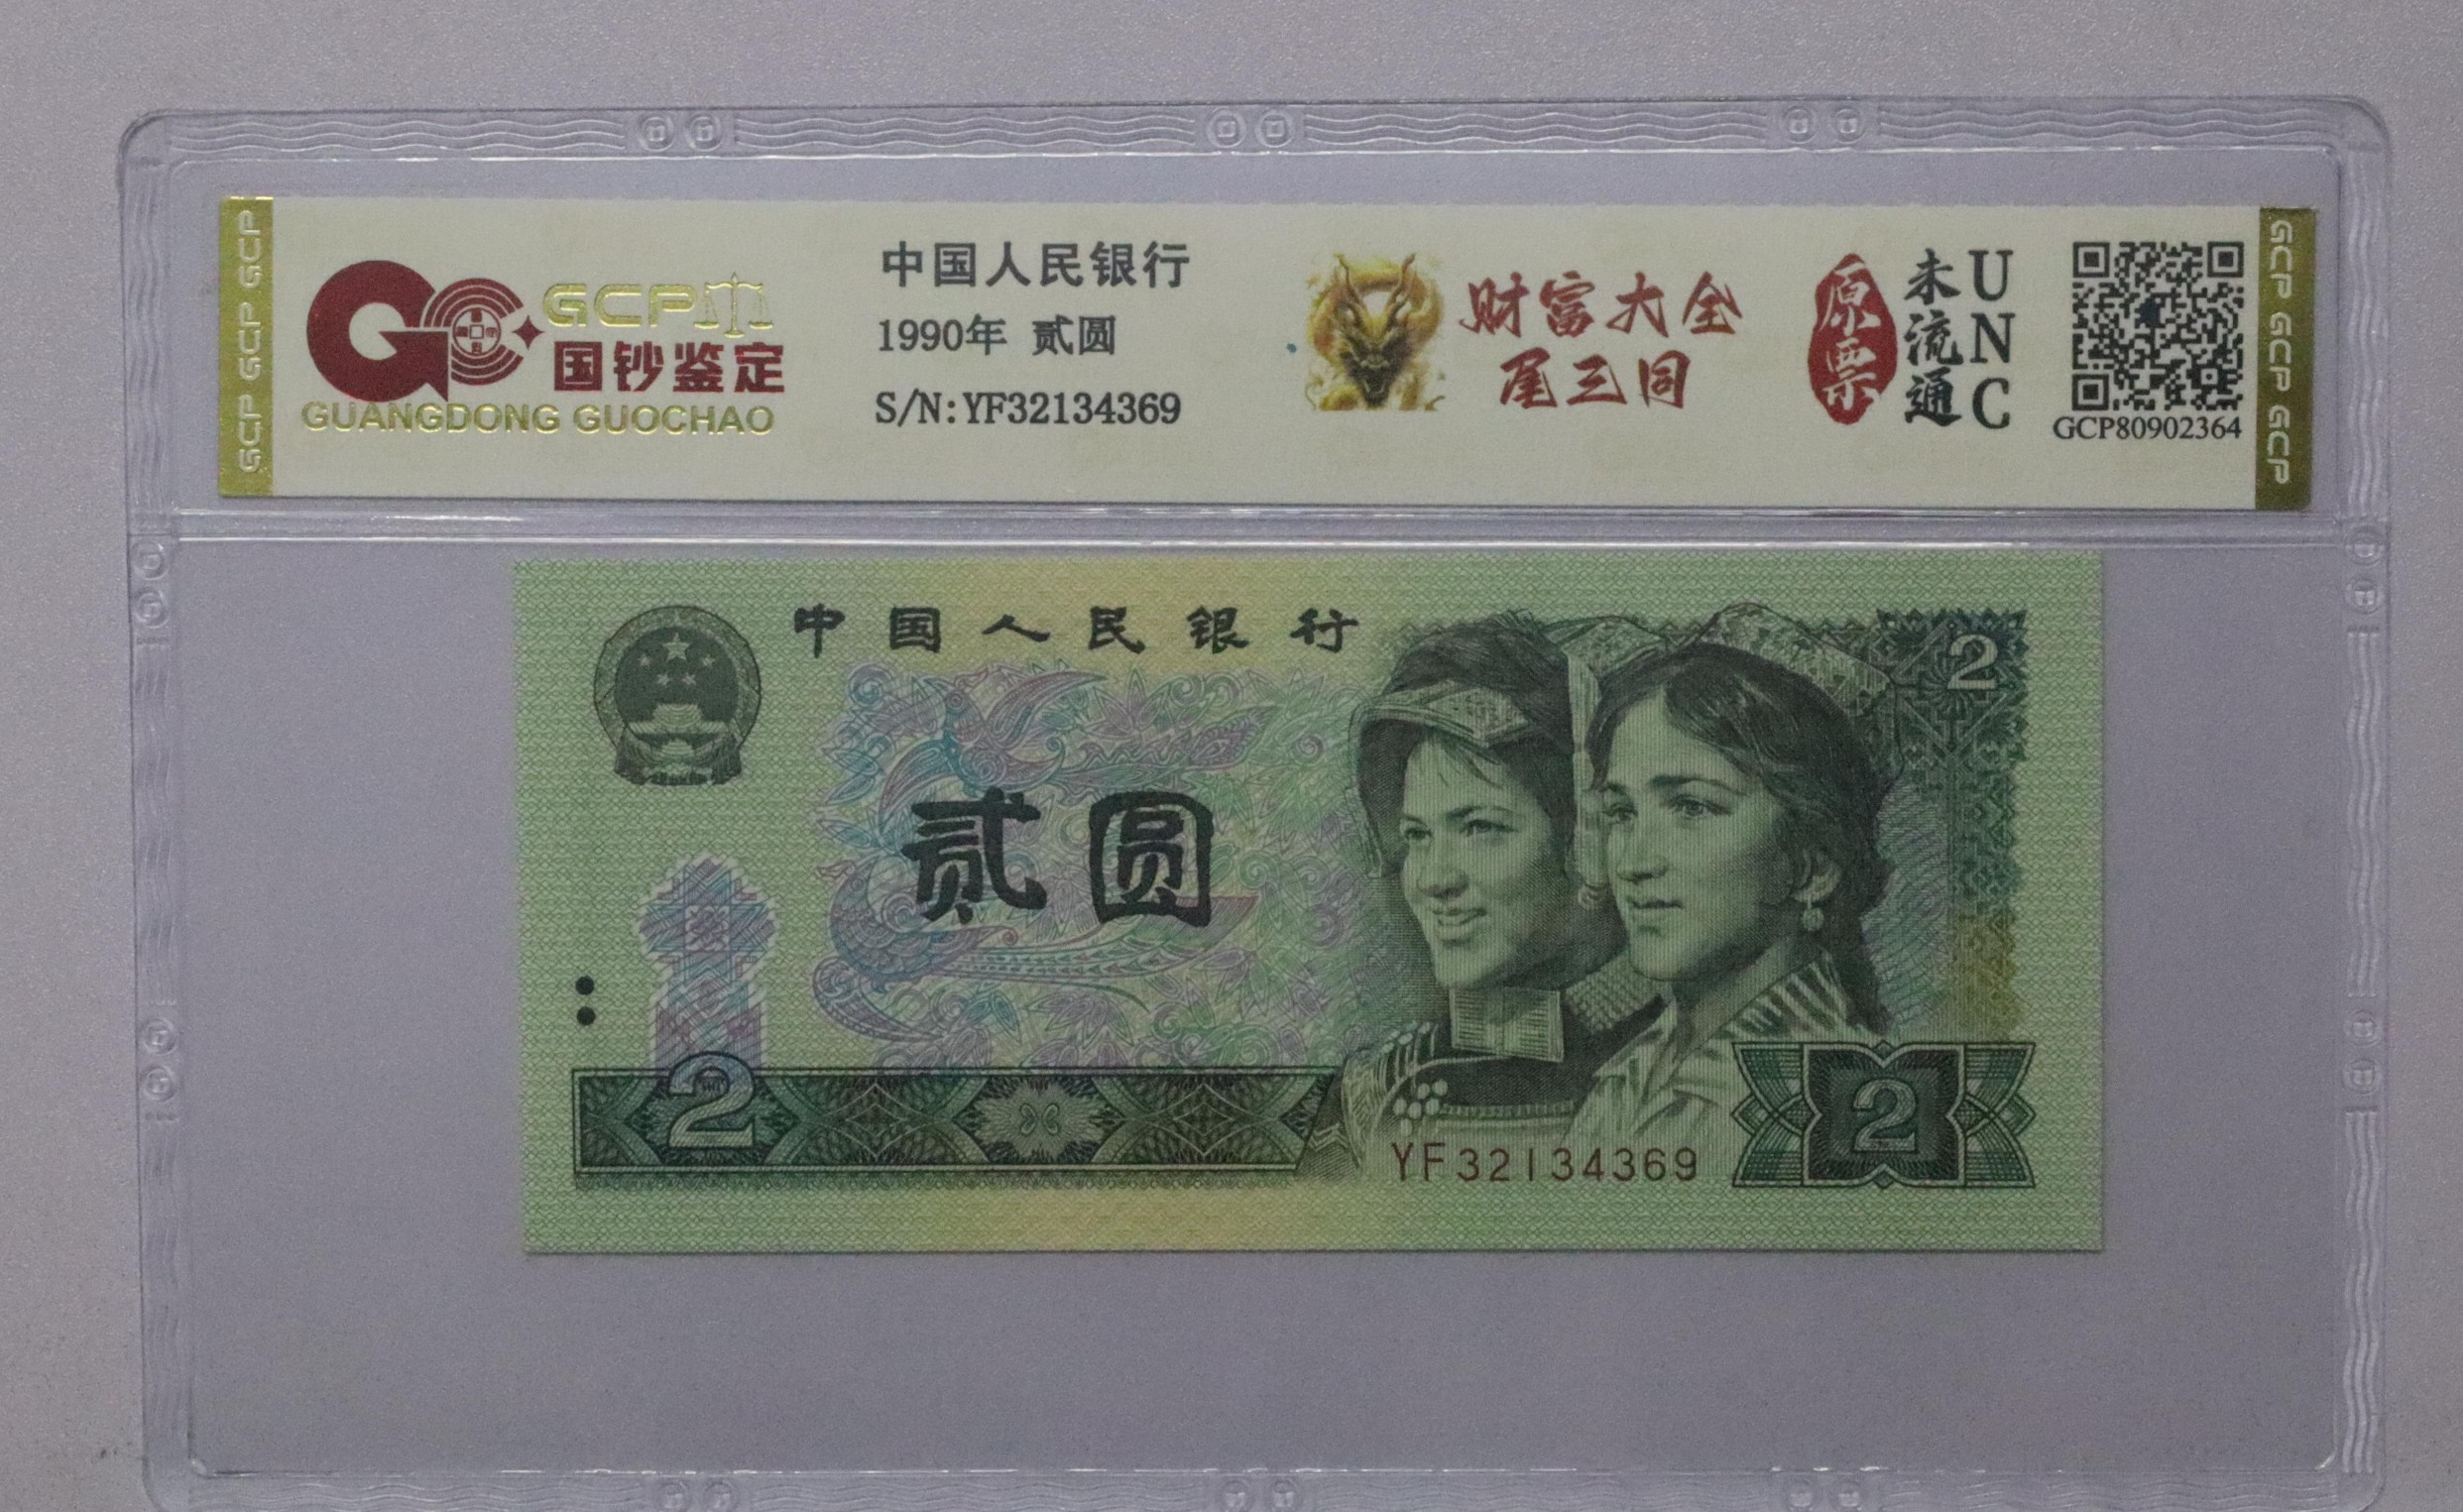 GCP GCP GCP
GCP
国钞鉴定
GUANGDONG GUOCHAO
中国人民银行
1990年 贰圆
S/N:YF32134369
财富大全
尾三同
原票
未流通
UNC
GCP80902364
GCP GCP GCP
中国人民银行
2
贰圆
2
YF32134369
2